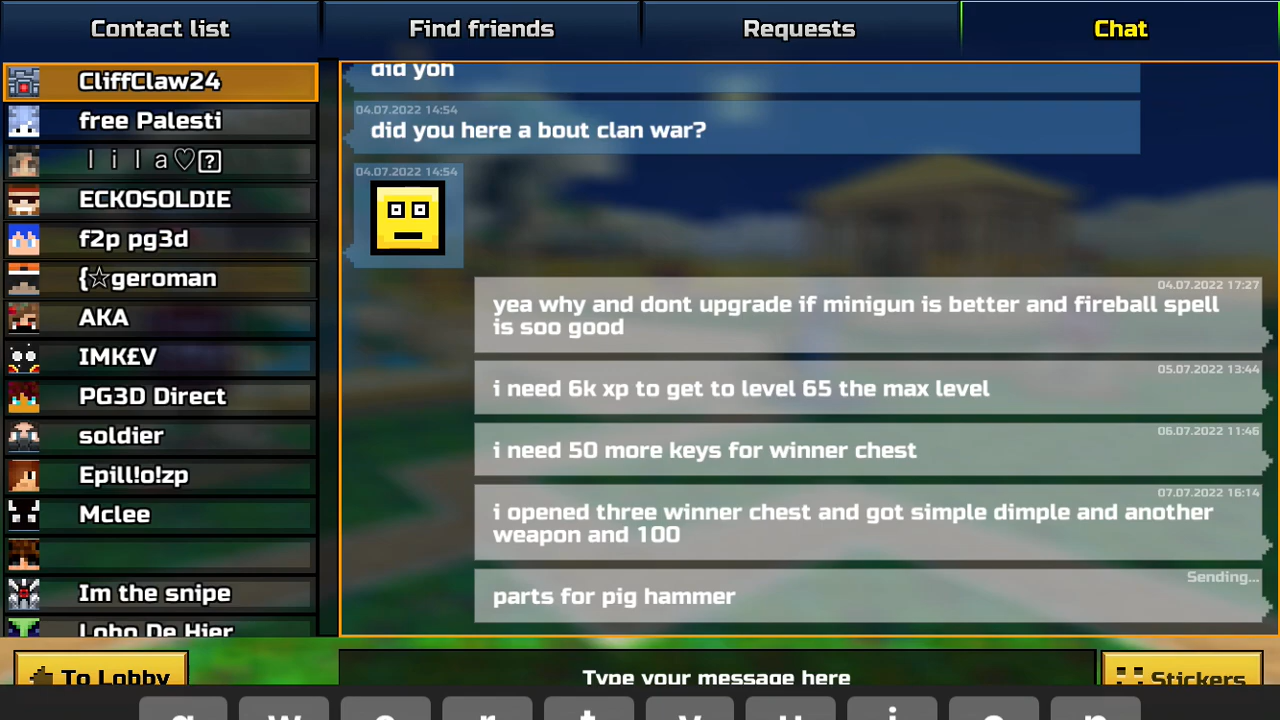 Contact list
Find friends
Requests
Chat
CliffClaw24
free Palesti
l i l a♡?
ECKOSOLDIE
f2p pg3d
{☆geroman
AKA
IMK£V
PG3D Direct
soldier
Epill!o!zp
Mclee
Im the snipe
Lobo De Hier
To Lobby
did yoh
04.07.2022 14:54
did you here a bout clan war?
04.07.2022 14:54
04.07.2022 17:27
yea why and dont upgrade if minigun is better and fireball spell
is soo good
05.07.2022 13:44
i need 6k xp to get to level 65 the max level
06.07.2022 11:46
i need 50 more keys for winner chest
07.07.2022 16:14
i opened three winner chest and got simple dimple and another
weapon and 100
Sending...
parts for pig hammer
Type your message here
Stickers
q w e r t y u i o p